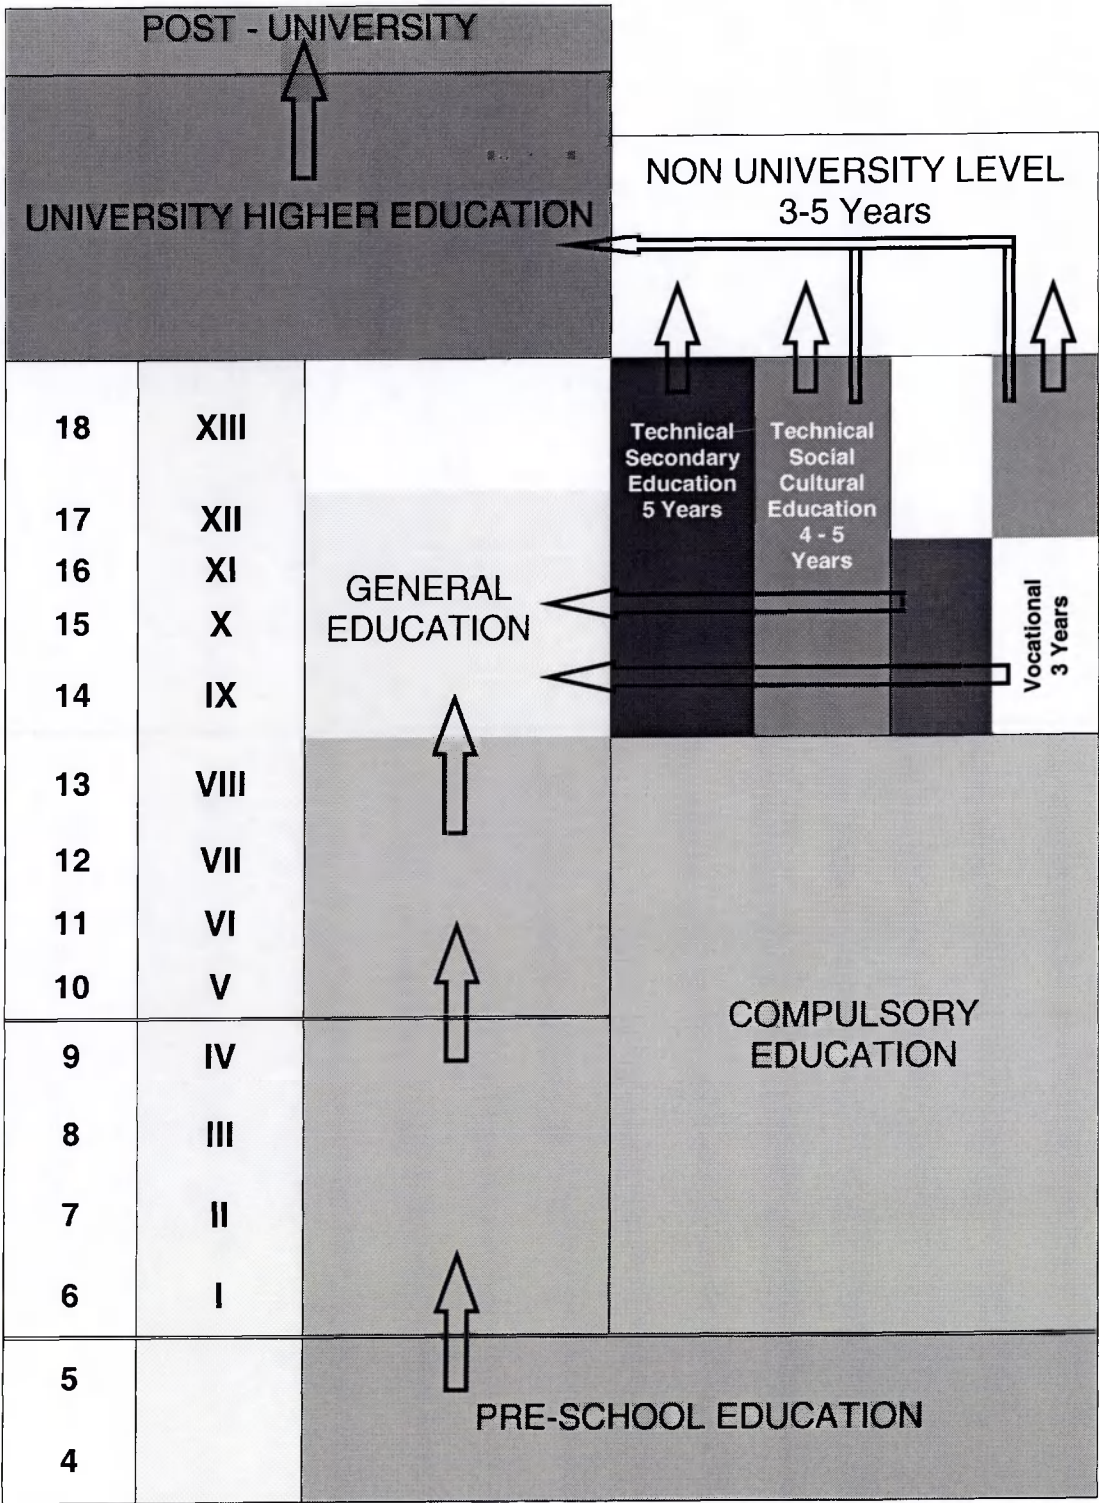 POST - UNIVERSITY
NON UNIVERSITY LEVEL
3-5 Years
UNIVERSITY HIGHER EDUCATION
18 XIII
17 XII
16 XI
15 X
14 IX
13 VIII
12 VII
11 VI
10 V
9 IV
8 III
7 II
6 I
5
4
GENERAL
EDUCATION
Technical
Secondary
Education
5 Years
Technical
Social
Cultural
Education
4 - 5
Years
Vocational
3 Years
COMPULSORY
EDUCATION
PRE-SCHOOL EDUCATION